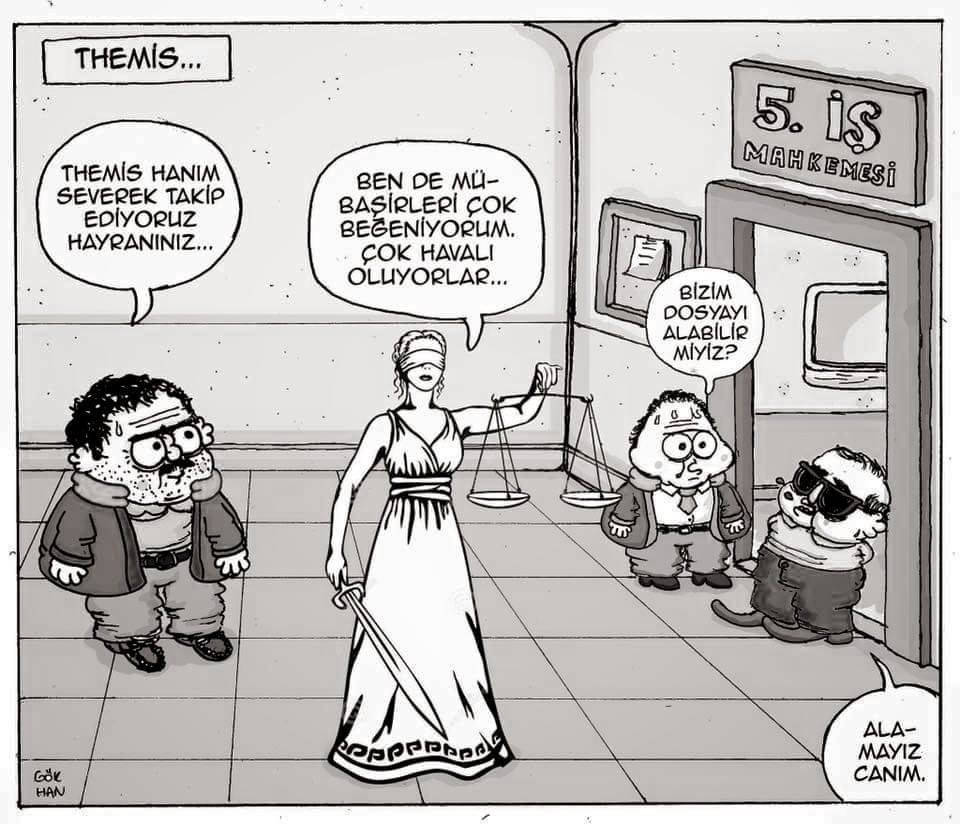 THEMİS...
THEMİS HANIM
SEVEREK TAKİP
EDİYORUZ
HAYRANINIZ...
BEN DE MÜ-
BAŞİRLERİ ÇOK
BEĞENİYORUM.
ÇOK HAVALI
OLUYORLAR...
5. İŞ
MAHKEMESİ
BİZİM
DOSYAYI
ALABİLİR
MİYİZ?
ALA-
MAYIZ
CANIM.
GÖK
HAN